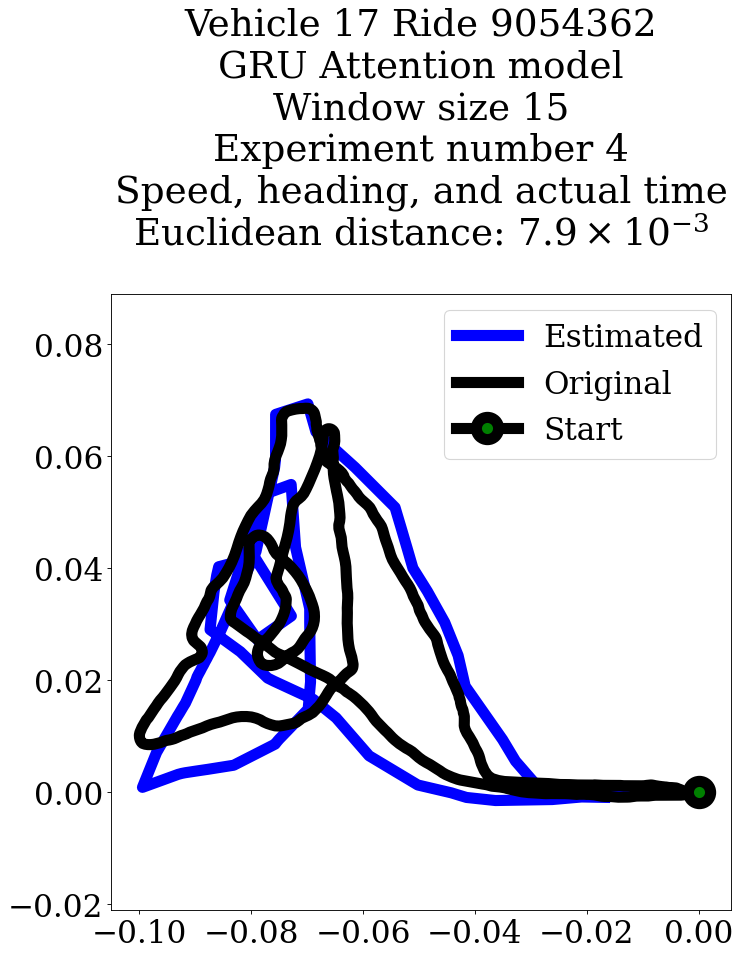 Vehicle 17 Ride 9054362
GRU Attention model
Window size 15
Experiment number 4
Speed, heading, and actual time
Euclidean distance: 7.9 × 10⁻³
Estimated
Original
Start
0.08
0.06
0.04
0.02
0.00
−0.02
−0.10 −0.08 −0.06 −0.04 −0.02 0.00